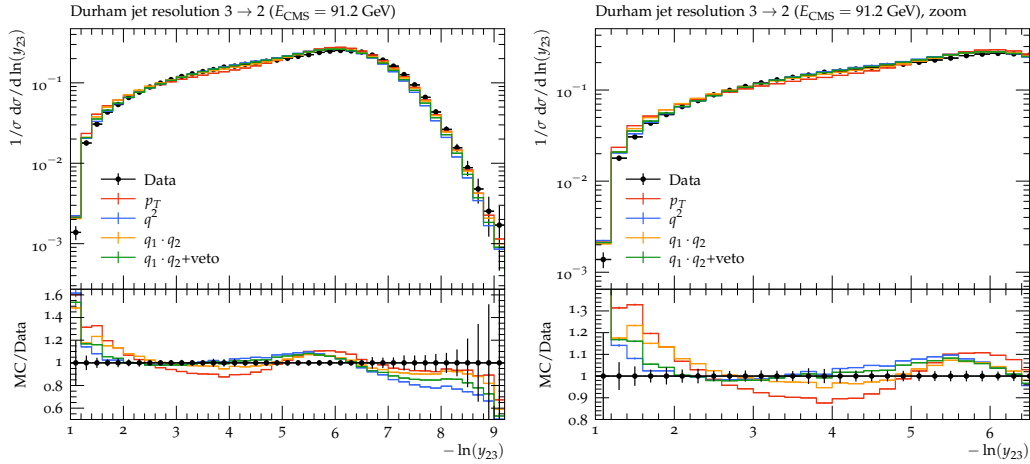 Durham jet resolution 3 → 2 (E_CMS = 91.2 GeV)
1/σ dσ/d ln(y_23)
10^−1
10^−2
10^−3
Data
p_T
q^2
q_1 · q_2
q_1 · q_2+veto
MC/Data
1.6
1.4
1.2
1
0.8
0.6
1 2 3 4 5 6 7 8 9
− ln(y_23)
Durham jet resolution 3 → 2 (E_CMS = 91.2 GeV), zoom
1/σ dσ/d ln(y_23)
10^−1
10^−2
10^−3
Data
p_T
q^2
q_1 · q_2
q_1 · q_2+veto
MC/Data
1.3
1.2
1.1
1
0.9
0.8
1 2 3 4 5 6
− ln(y_23)